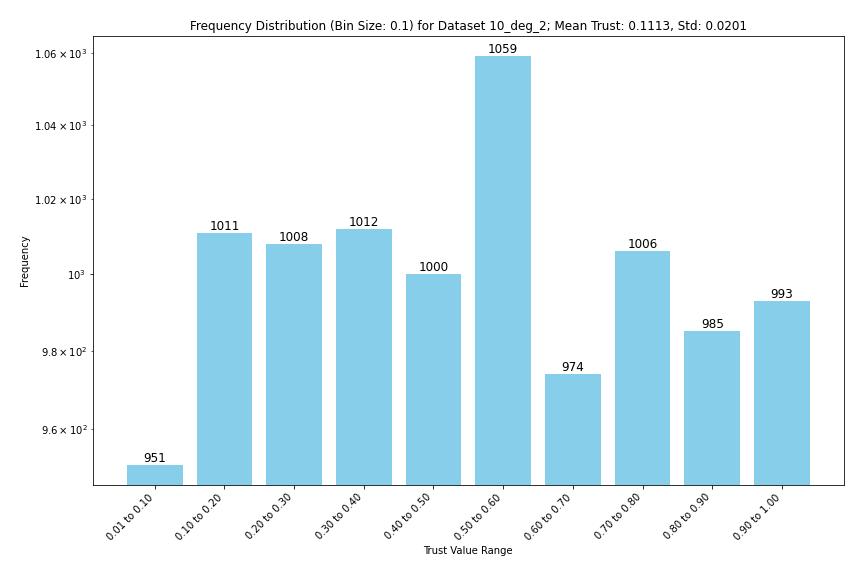 Frequency Distribution (Bin Size: 0.1) for Dataset 10_deg_2; Mean Trust: 0.1113, Std: 0.0201
1.06 × 10³
1.04 × 10³
1.02 × 10³
10³
9.8 × 10²
9.6 × 10²
Frequency
951
1011
1008
1012
1000
1059
974
1006
985
993
0.01 to 0.10
0.10 to 0.20
0.20 to 0.30
0.30 to 0.40
0.40 to 0.50
0.50 to 0.60
0.60 to 0.70
0.70 to 0.80
0.80 to 0.90
0.90 to 1.00
Trust Value Range